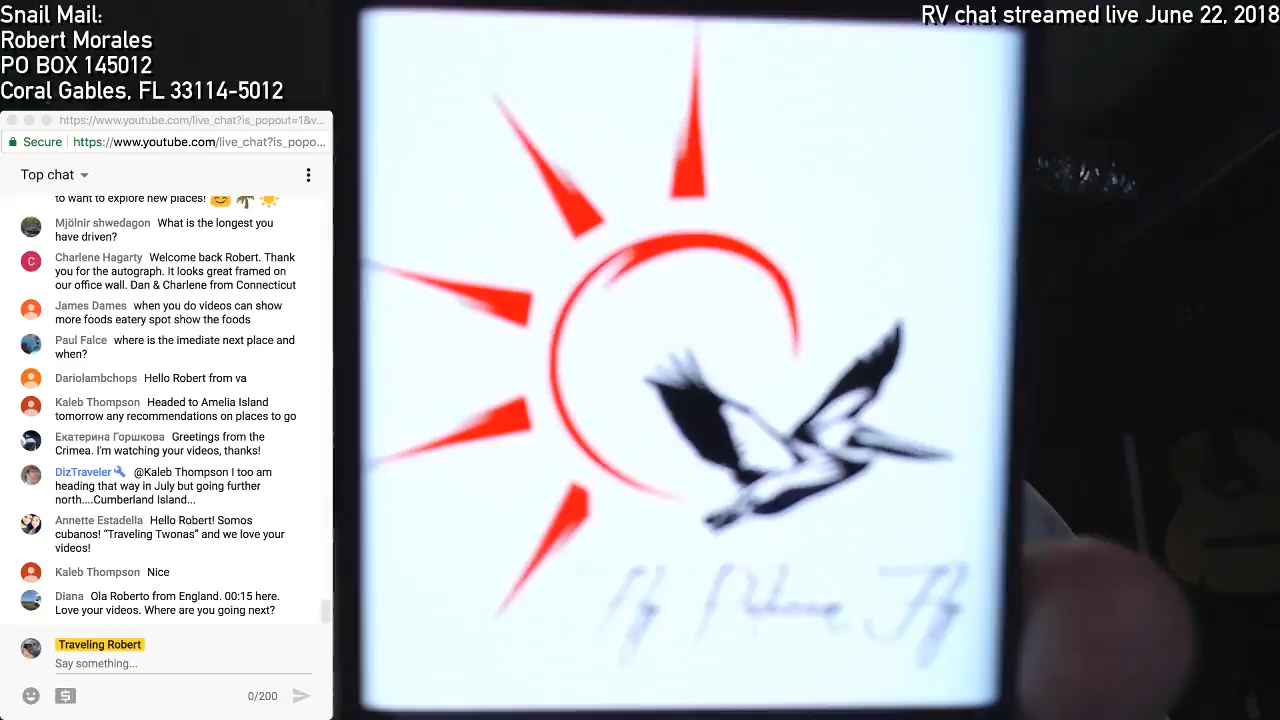 Snail Mail:
Robert Morales
PO BOX 145012
Coral Gables, FL 33114-5012
RV chat streamed live June 22, 2018
https://www.youtube.com/live_chat?is_popout=1&v...
Secure https://www.youtube.com/live_chat?is_popo...
Top chat
to want to explore new places!
Mjölnir shwedagon What is the longest you
have driven?
C
Charlene Hagarty Welcome back Robert. Thank
you for the autograph. It looks great framed on
our office wall. Dan & Charlene from Connecticut
James Dames when you do videos can show
more foods eatery spot show the foods
Paul Falce where is the imediate next place and
when?
Dariolambchops Hello Robert from va
Kaleb Thompson Headed to Amelia Island
tomorrow any recommendations on places to go
Екатерина Горшкова Greetings from the
Crimea. I'm watching your videos, thanks!
DizTraveler @Kaleb Thompson I too am
heading that way in July but going further
north....Cumberland Island...
Annette Estadella Hello Robert! Somos
cubanos! "Traveling Twonas" and we love your
videos!
Kaleb Thompson Nice
Diana Ola Roberto from England. 00:15 here.
Love your videos. Where are you going next?
Traveling Robert
Say something...
$
0/200
Fly Fly